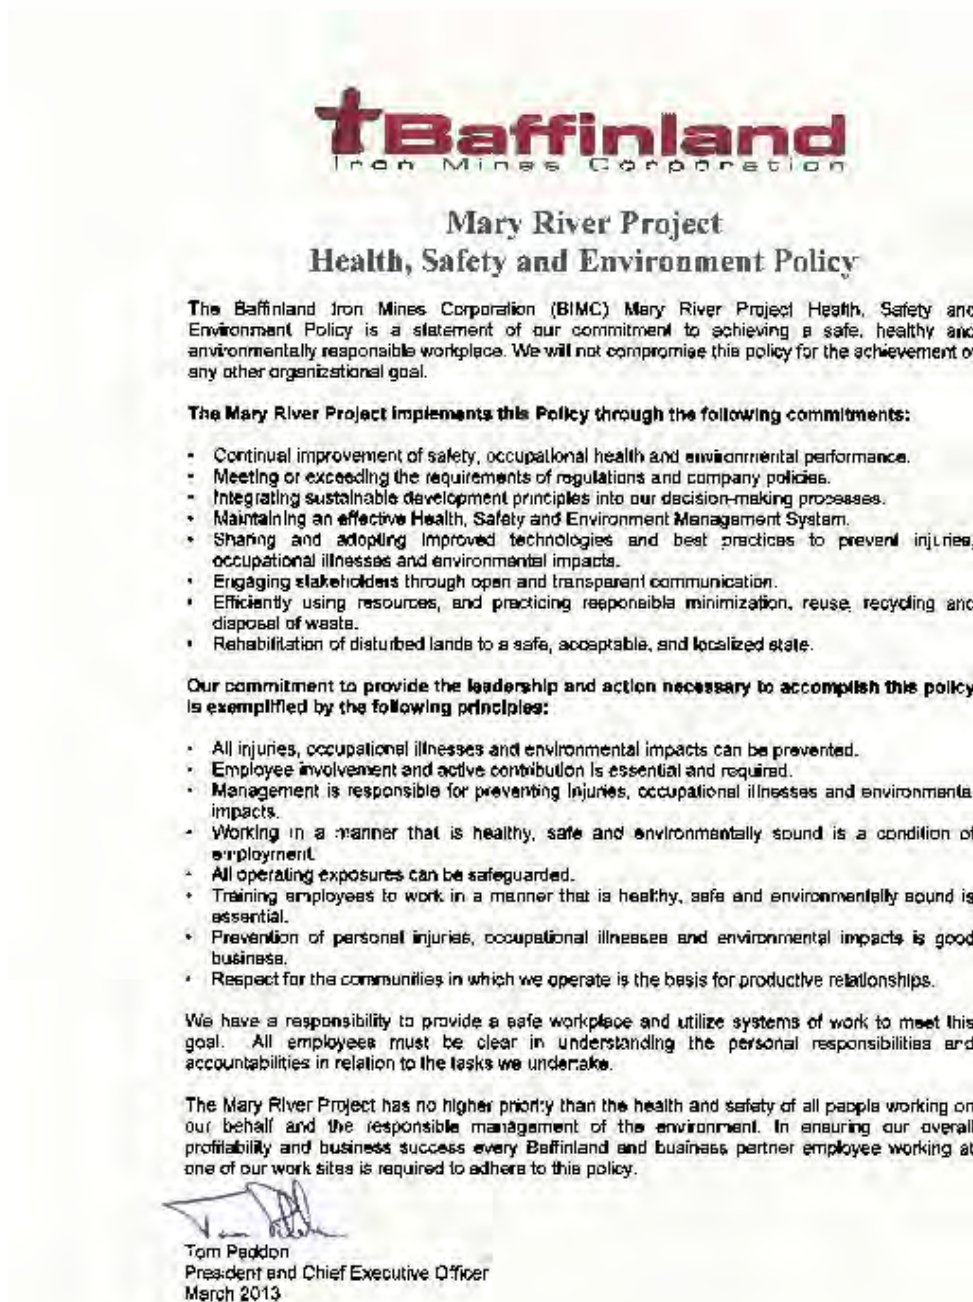 Baffinland
Iron Mines Corporation
Mary River Project
Health, Safety and Environment Policy
The Baffinland Iron Mines Corporation (BIMC) Mary River Project Health, Safety and
Environment Policy is a statement of our commitment to achieving a safe, healthy and
environmentally responsible workplace. We will not compromise this policy for the achievement of
any other organizational goal.
The Mary River Project implements this Policy through the following commitments:
• Continual improvement of safety, occupational health and environmental performance.
• Meeting or exceeding the requirements of regulations and company policies.
• Integrating sustainable development principles into our decision-making processes.
• Maintaining an effective Health, Safety and Environment Management System.
• Sharing and adopting improved technologies and best practices to prevent injuries,
occupational illnesses and environmental impacts.
• Engaging stakeholders through open and transparent communication.
• Efficiently using resources, and practicing responsible minimization, reuse, recycling and
disposal of waste.
• Rehabilitation of disturbed lands to a safe, acceptable, and localized state.
Our commitment to provide the leadership and action necessary to accomplish this policy
is exemplified by the following principles:
• All injuries, occupational illnesses and environmental impacts can be prevented.
• Employee involvement and active contribution is essential and required.
• Management is responsible for preventing injuries, occupational illnesses and environmental
impacts.
• Working in a manner that is healthy, safe and environmentally sound is a condition of
employment.
• All operating exposures can be safeguarded.
• Training employees to work in a manner that is healthy, safe and environmentally sound is
essential.
• Prevention of personal injuries, occupational illnesses and environmental impacts is good
business.
• Respect for the communities in which we operate is the basis for productive relationships.
We have a responsibility to provide a safe workplace and utilize systems of work to meet this
goal. All employees must be clear in understanding the personal responsibilities and
accountabilities in relation to the tasks we undertake.
The Mary River Project has no higher priority than the health and safety of all people working on
our behalf and the responsible management of the environment. In ensuring our overall
profitability and business success every Baffinland and business partner employee working at
one of our work sites is required to adhere to this policy.
Tom Paddon
President and Chief Executive Officer
March 2013